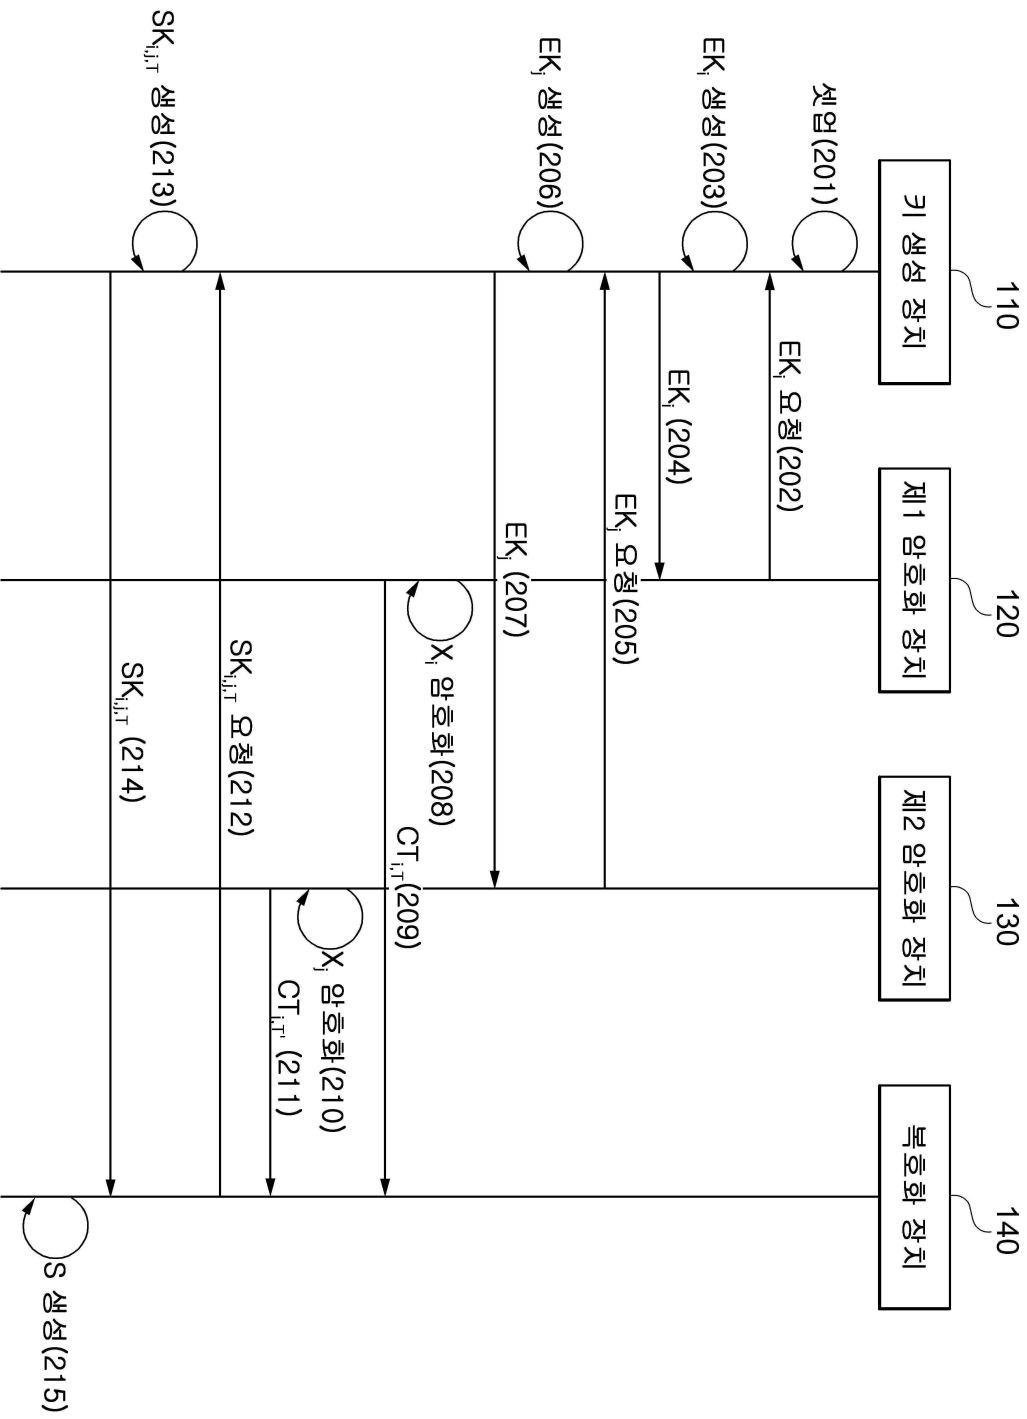 110
120
130
140
키 생성 장치
제1 암호화 장치
제2 암호화 장치
복호화 장치
셋업(201)
EKi 요청(202)
EKi 생성(203)
EKi (204)
EKj 요청(205)
EKj 생성(206)
EKj (207)
Xi 암호화(208)
CTi,T (209)
Xj 암호화(210)
CTj,T' (211)
SKi,j,T 요청(212)
SKi,j,T 생성(213)
SKi,j,T (214)
S 생성(215)